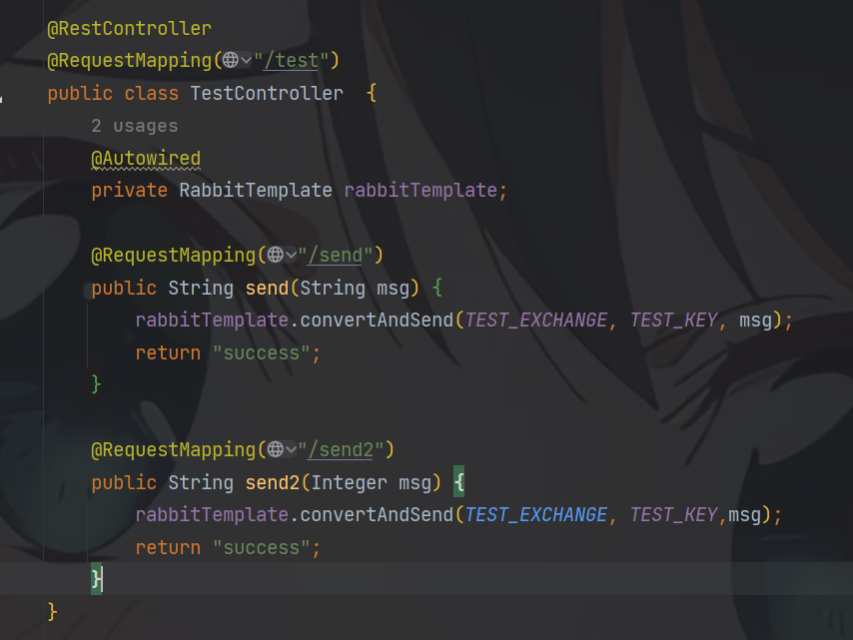 @RestController
@RequestMapping("/test")
public class TestController  {
2 usages
@Autowired
private RabbitTemplate rabbitTemplate;
@RequestMapping("/send")
public String send(String msg) {
rabbitTemplate.convertAndSend(TEST_EXCHANGE, TEST_KEY, msg);
return "success";
}
@RequestMapping("/send2")
public String send2(Integer msg) {
rabbitTemplate.convertAndSend(TEST_EXCHANGE, TEST_KEY,msg);
return "success";
}
}